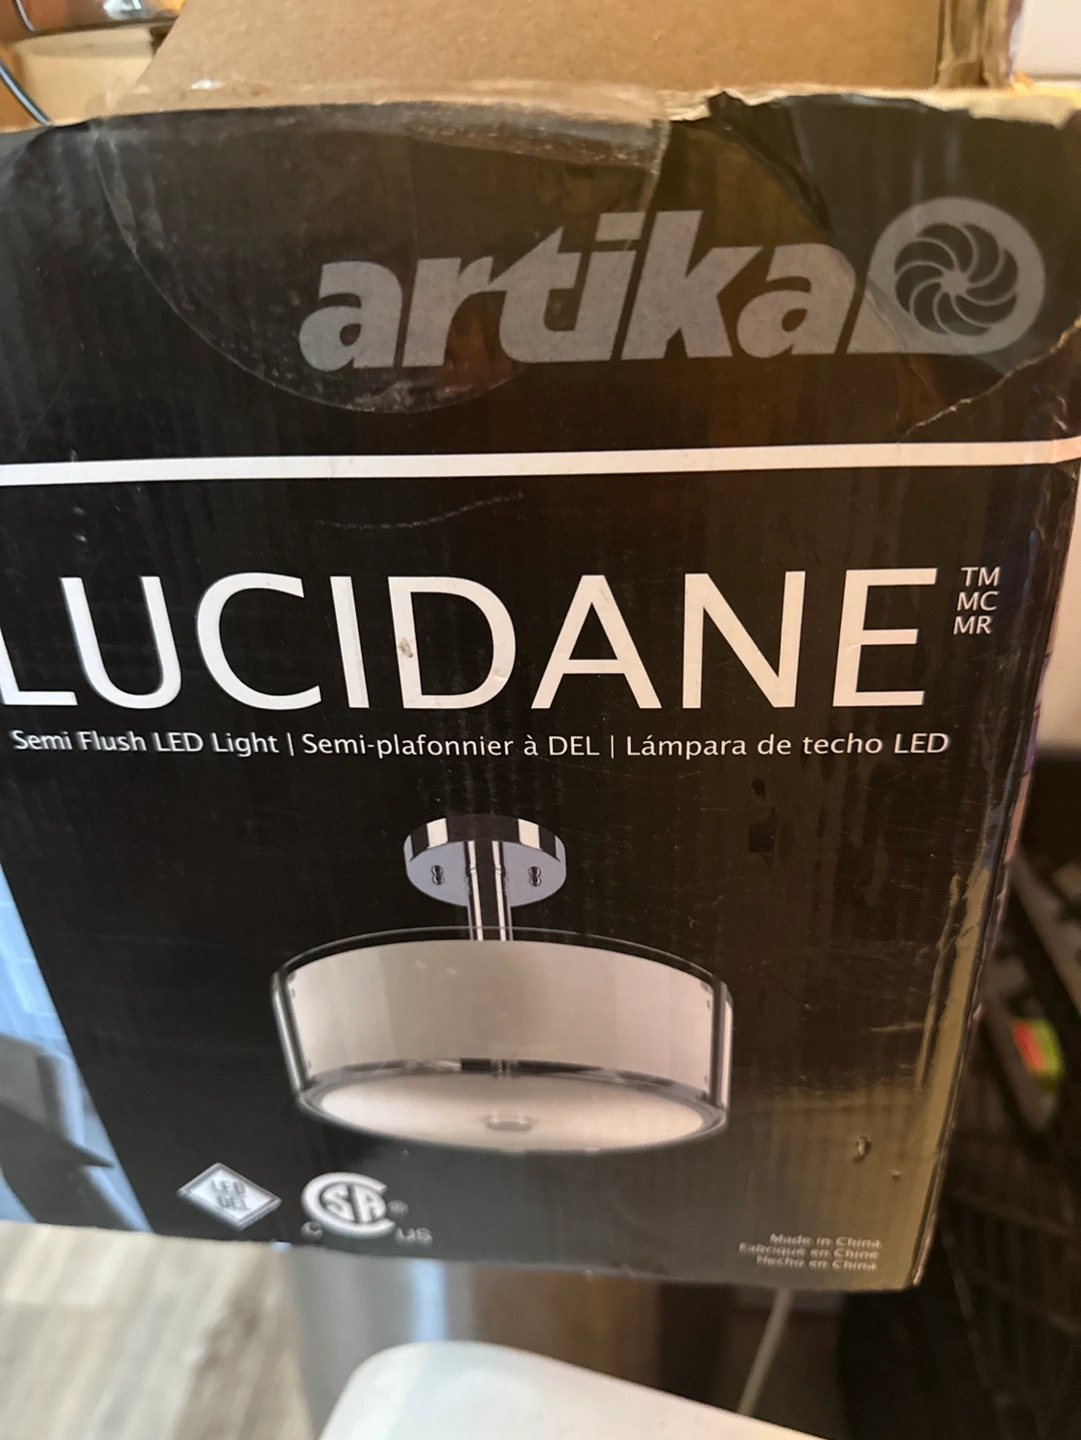 artika
LUCIDANE
TM
MC
MR
Semi Flush LED Light | Semi-plafonnier à DEL | Lámpara de techo LED
LED
DEL
CSA®
C US
Made in China
Fabriqué en Chine
Hecho en China